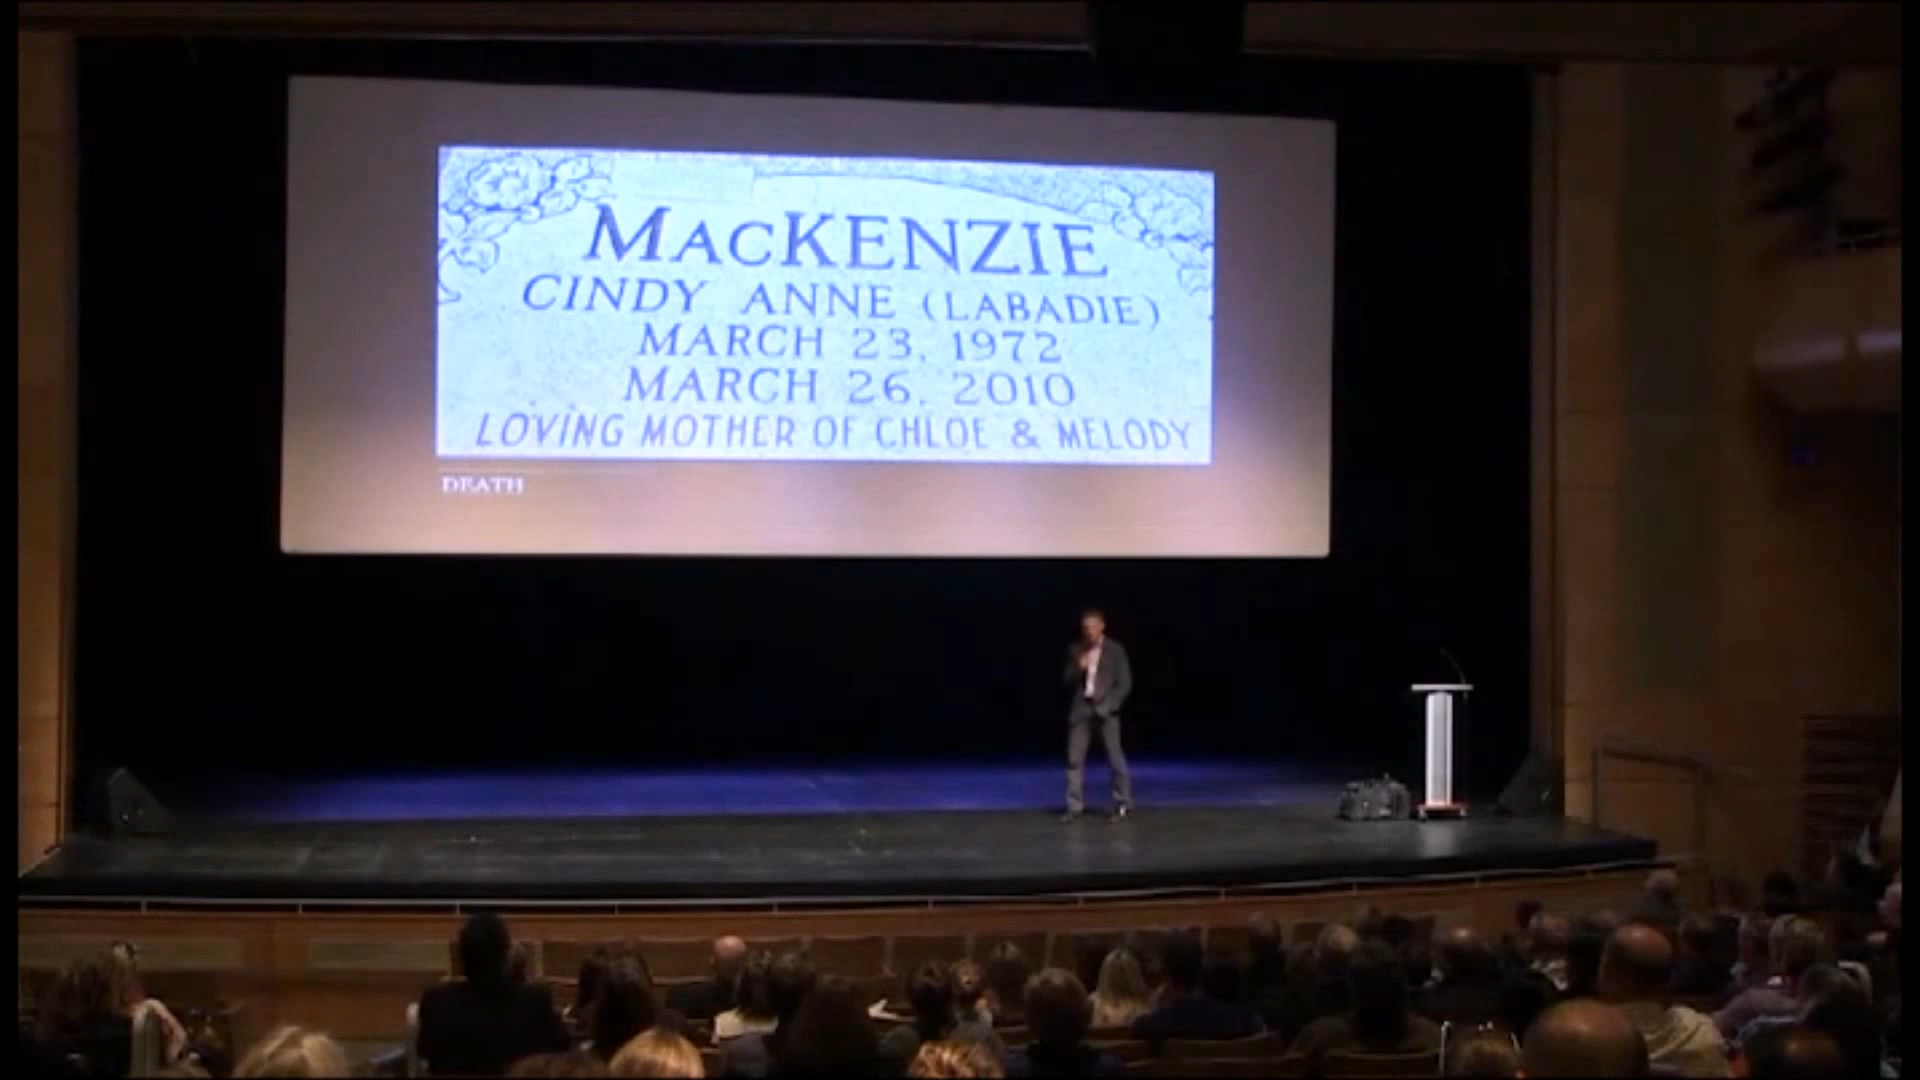 MACKENZIE
CINDY ANNE (LABADIE)
MARCH 23, 1972
MARCH 26, 2010
LOVING MOTHER OF CHLOE & MELODY
DEATH